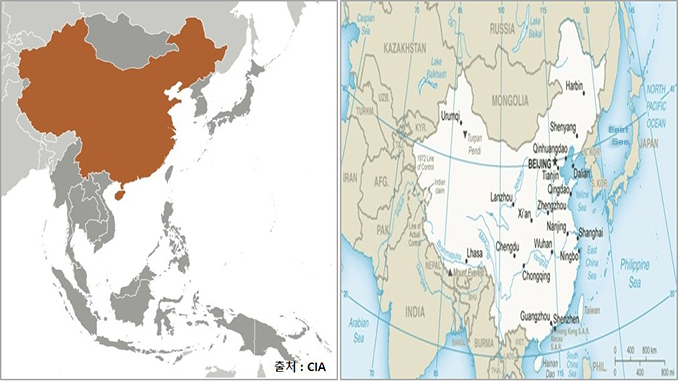 출처 : CIA
Caspian Sea
RUSSIA
Lake Baikal
KAZAKHSTAN
Lake Balkhash
MONGOLIA
Harbin
NORTH PACIFIC OCEAN
UZB.
TURKM.
KYR.
Urumqi
Turpan Pendi
Shenyang
East Sea
JAPAN
Qinhuangdao
BEIJING
Tianjin
Dalian
S. KOR.
1972 Line of Control
Indian claim
IRAN
AFG.
Lanzhou
Qingdao
Yellow Sea
Zhengzhou
Xi'an
PAK.
Line of Actual Control
Nanjing
Shanghai
Chengdu
Wuhan
Ningbo
East China Sea
Lhasa
Chongqing
NEPAL
Mount Everest
Philippine Sea
Guangzhou
Shenzhen
Taiwan
Hong Kong S.A.R.
Macau S.A.R.
INDIA
BURMA
Arabian Sea
Hainan Dao
South China Sea
PHIL.
0 400 800 km
0 400 800 mi